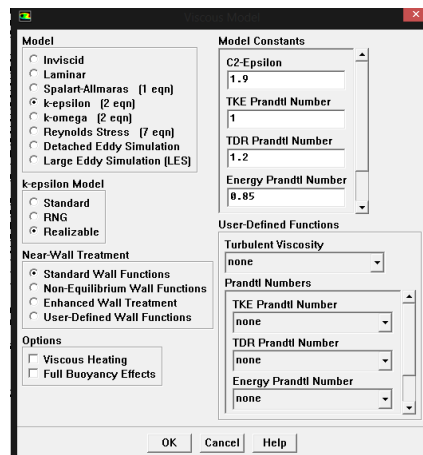 Viscous Model
Model
Inviscid
Laminar
Spalart-Allmaras (1 eqn)
k-epsilon (2 eqn)
k-omega (2 eqn)
Reynolds Stress (7 eqn)
Detached Eddy Simulation
Large Eddy Simulation (LES)
k-epsilon Model
Standard
RNG
Realizable
Near-Wall Treatment
Standard Wall Functions
Non-Equilibrium Wall Functions
Enhanced Wall Treatment
User-Defined Wall Functions
Options
Viscous Heating
Full Buoyancy Effects
Model Constants
C2-Epsilon
1.9
TKE Prandtl Number
1
TDR Prandtl Number
1.2
Energy Prandtl Number
0.85
User-Defined Functions
Turbulent Viscosity
none
Prandtl Numbers
TKE Prandtl Number
none
TDR Prandtl Number
none
Energy Prandtl Number
none
OK Cancel Help